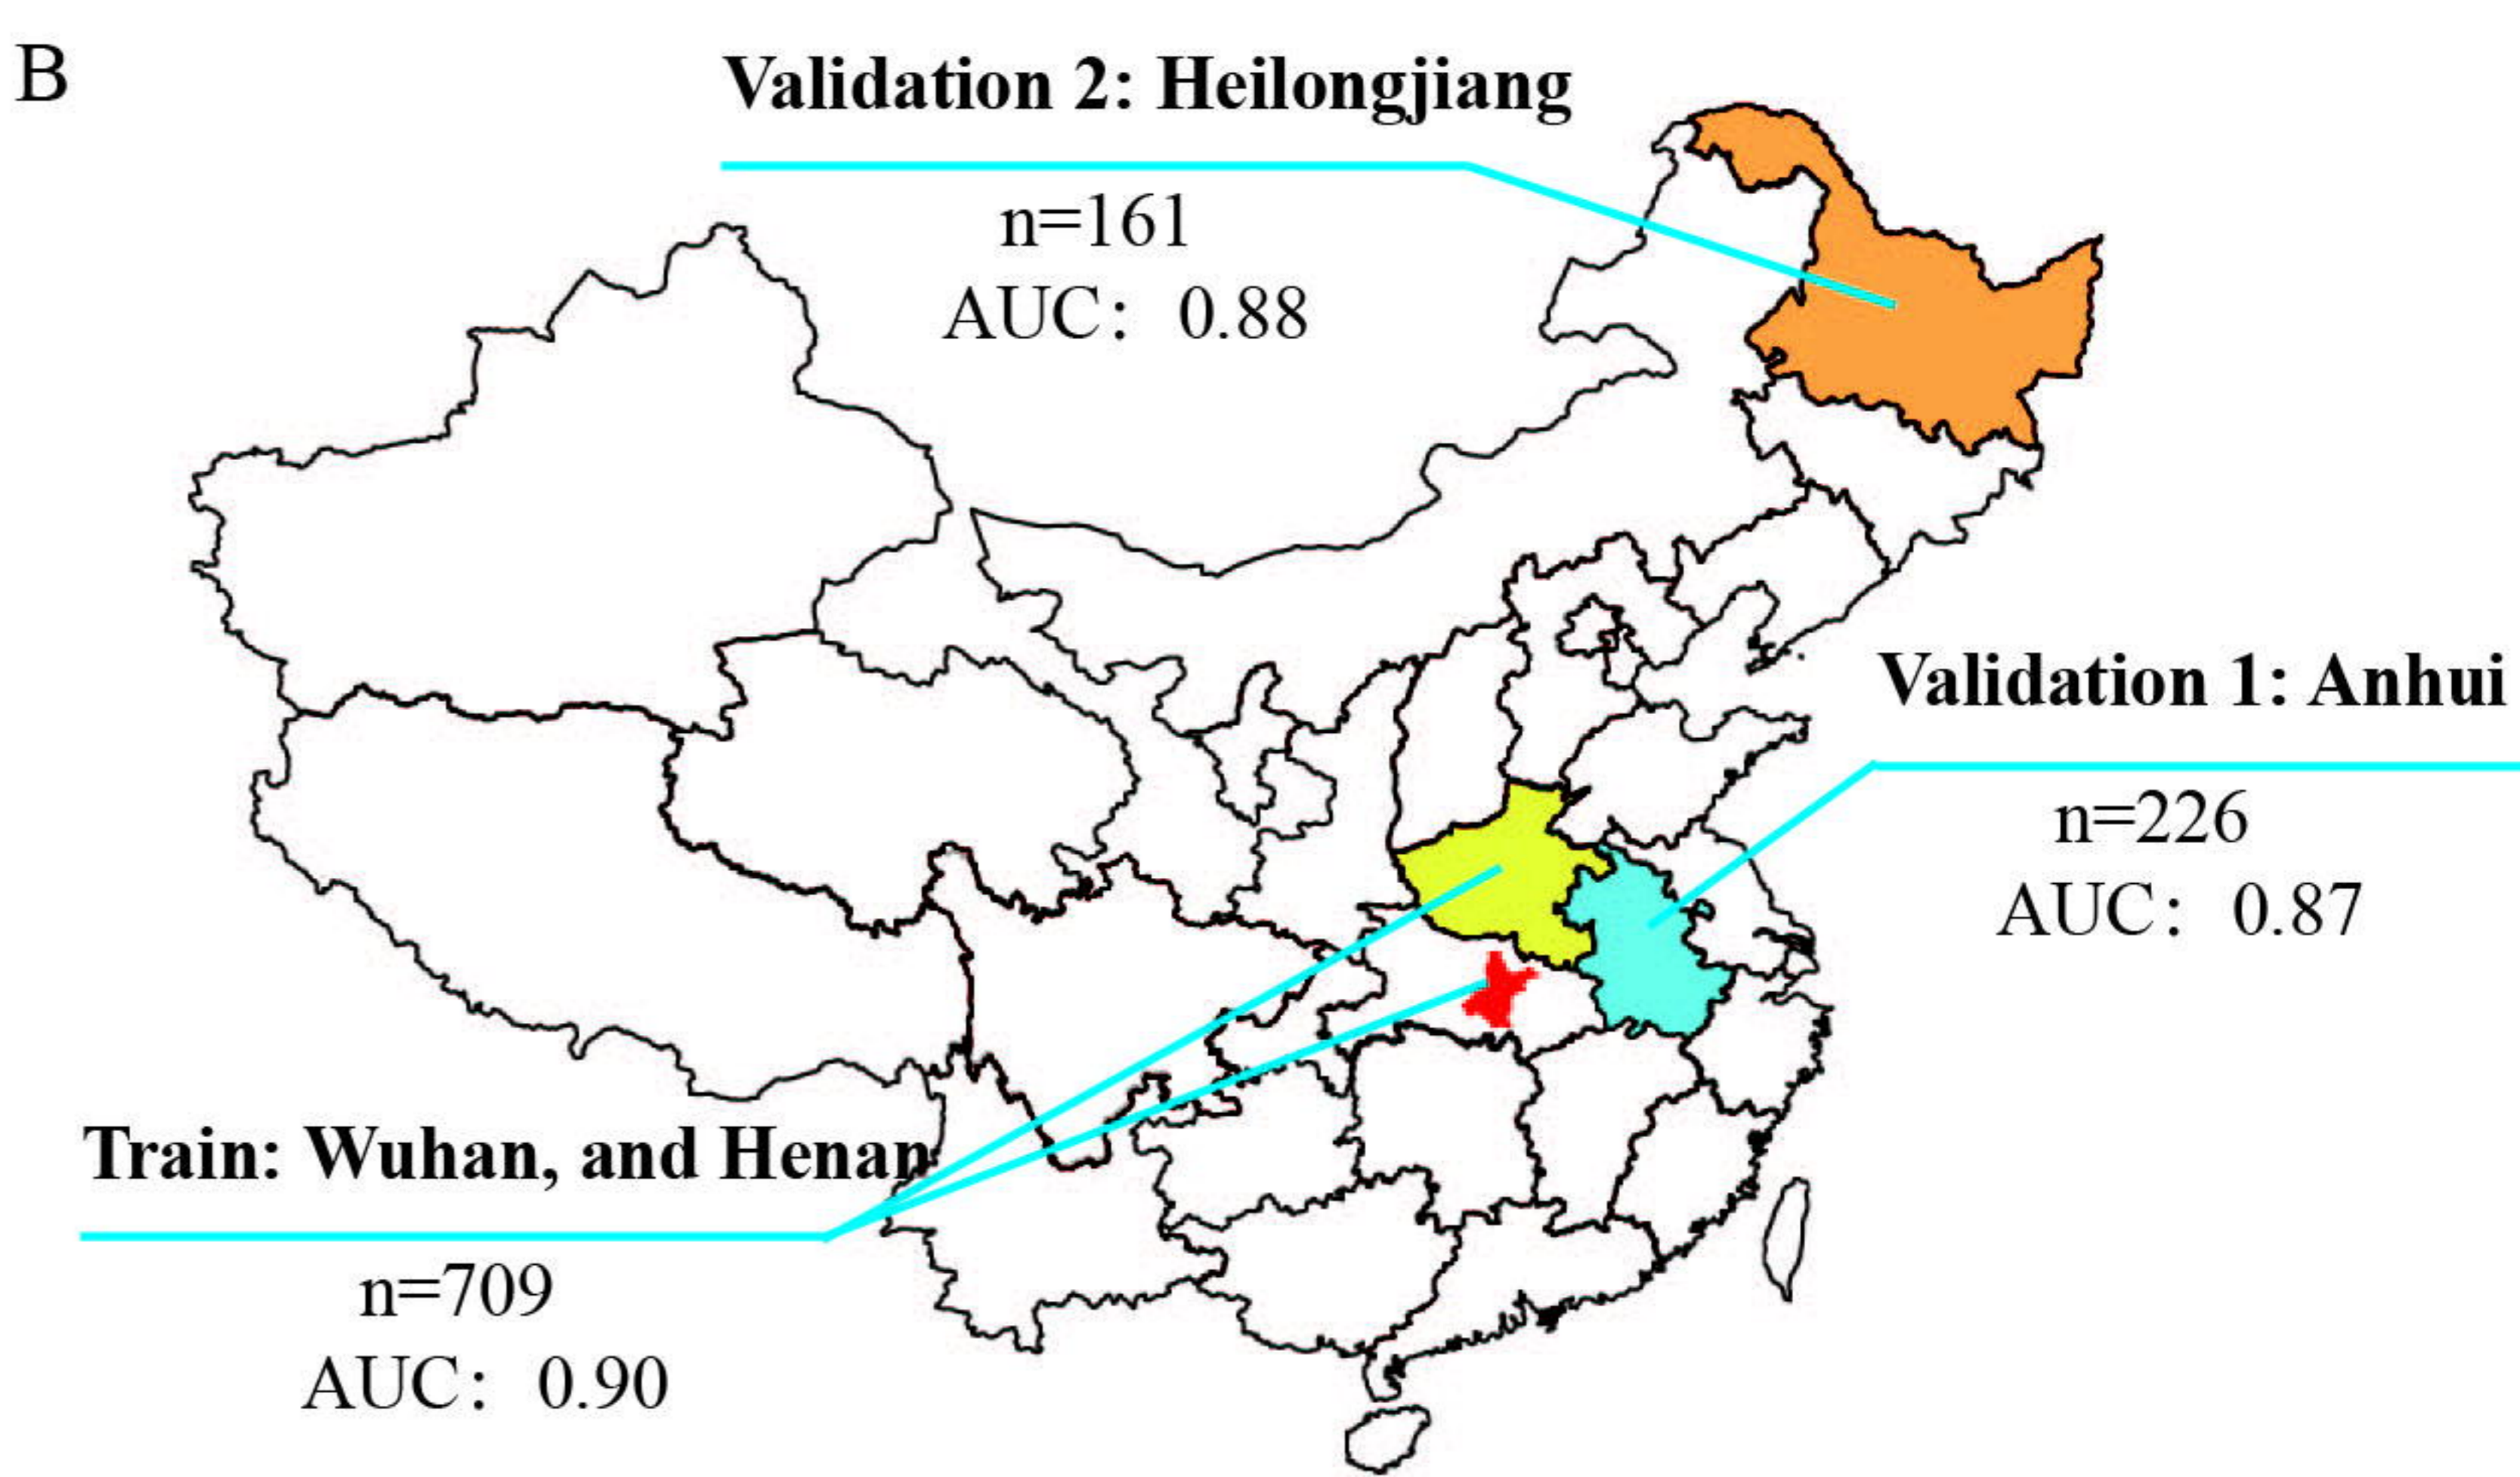 B
Validation 2: Heilongjiang
n=161
AUC: 0.88
Validation 1: Anhui
n=226
AUC: 0.87
Train: Wuhan, and Henan
n=709
AUC: 0.90